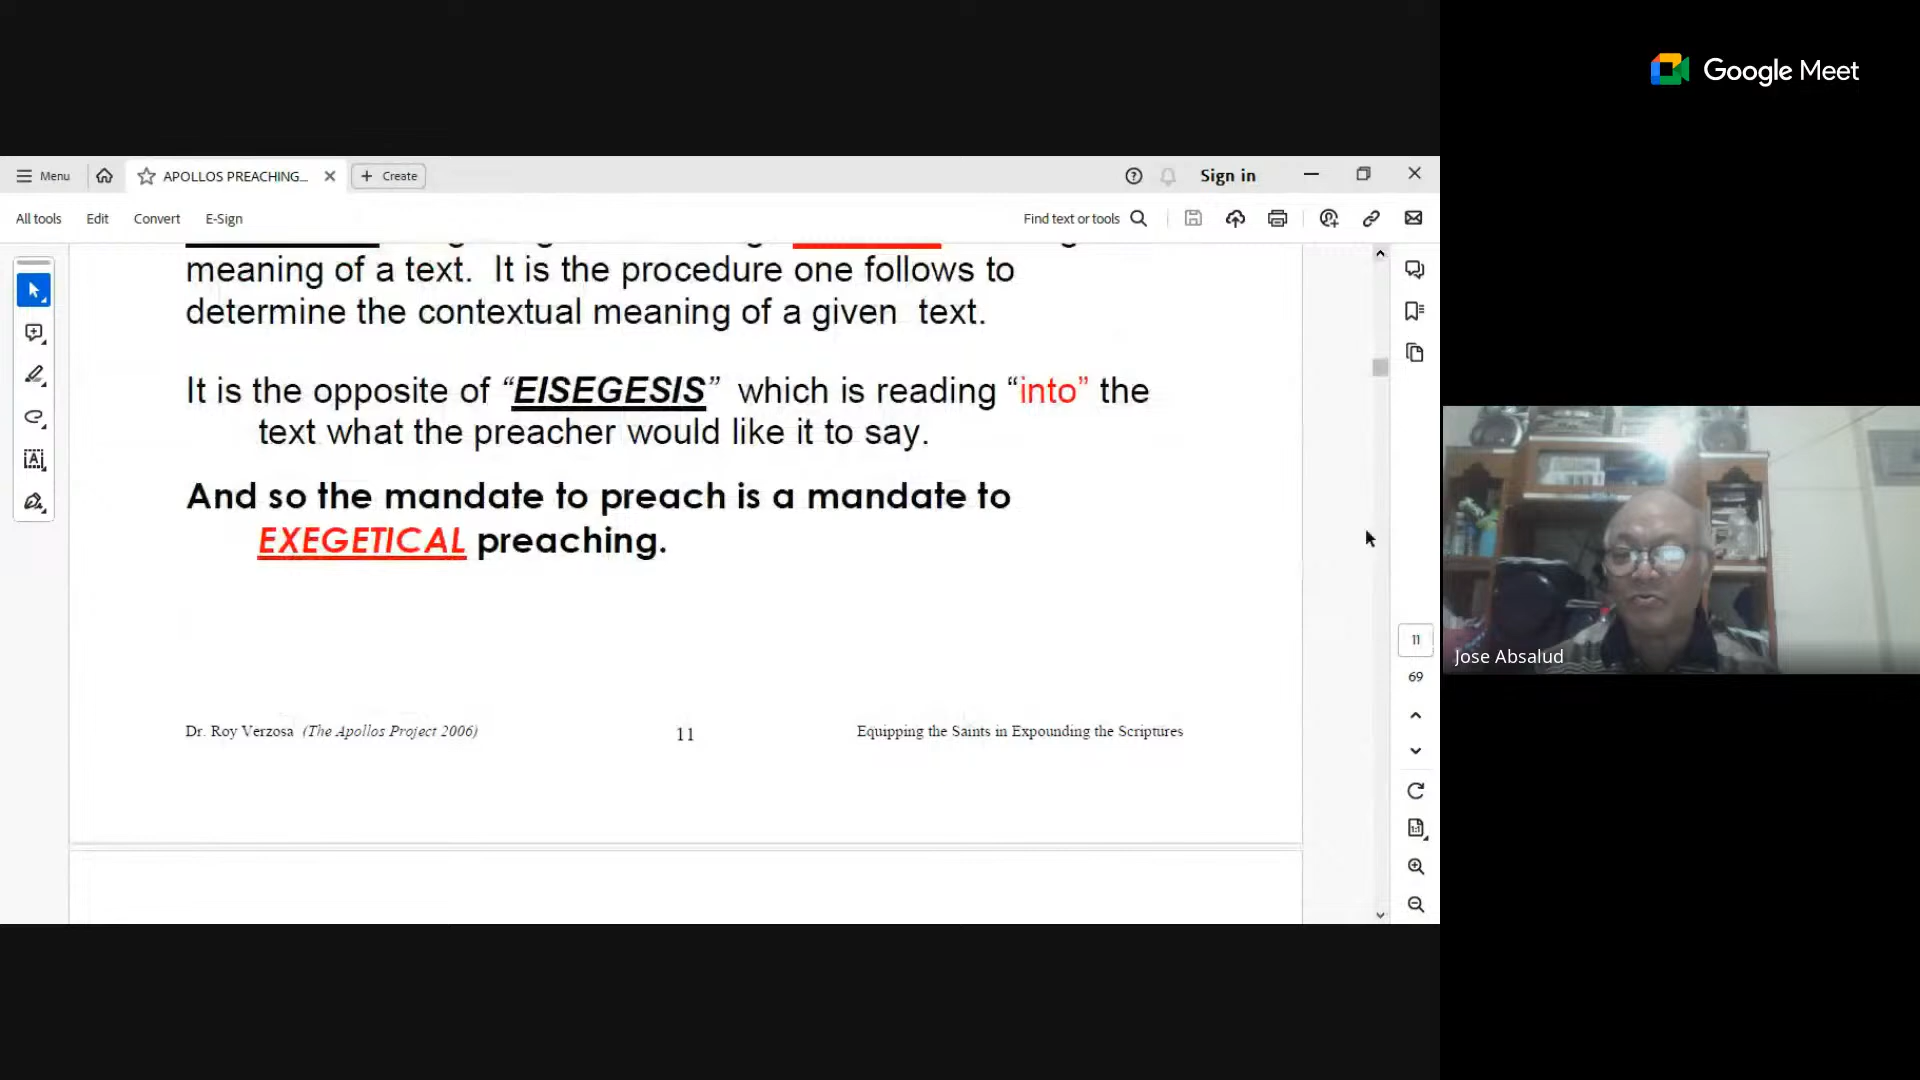 Google Meet
Menu
APOLLOS PREACHING...
Create
Sign in
All tools
Edit
Convert
E-Sign
Find text or tools
meaning of a text. It is the procedure one follows to
determine the contextual meaning of a given text.
It is the opposite of “EISEGESIS” which is reading “into” the
text what the preacher would like it to say.
And so the mandate to preach is a mandate to
EXEGETICAL preaching.
11
69
Dr. Roy Verzosa (The Apollos Project 2006)
11
Equipping the Saints in Expounding the Scriptures
Jose Absalud